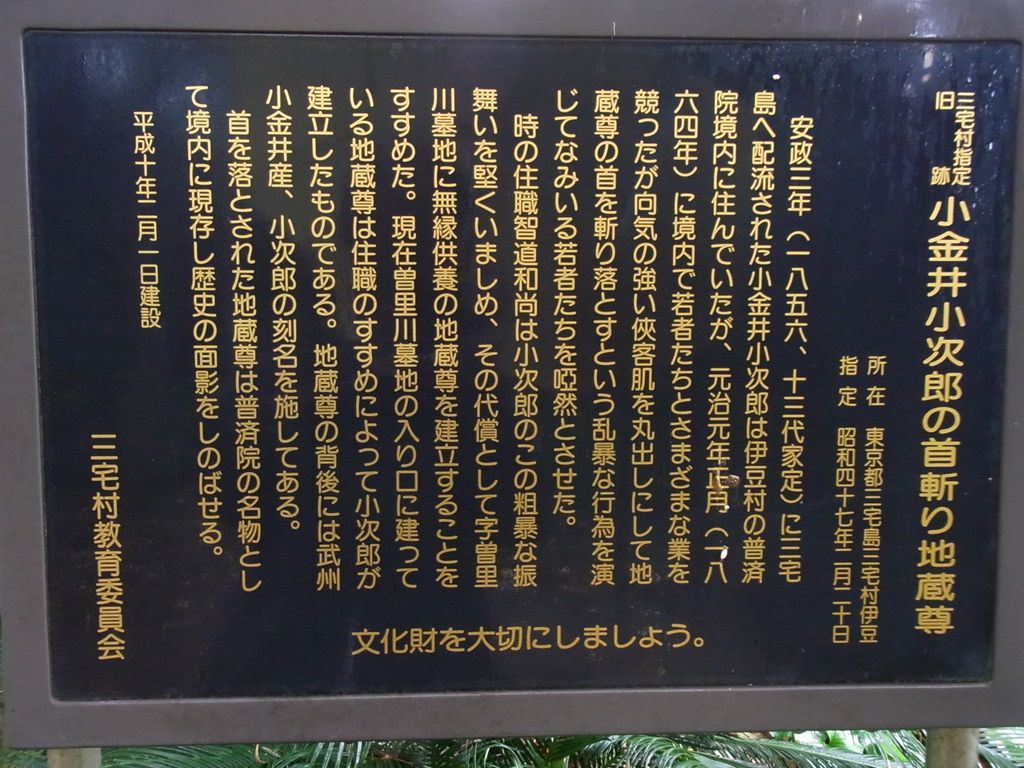 三宅村指定
旧跡
小金井小次郎の首斬り地蔵尊
所在 東京都三宅島三宅村伊豆
指定 昭和四十七年二月二十日
安政三年(一八五六、十三代家定)に三宅
島へ配流された小金井小次郎は伊豆村の普済
院境内に住んでいたが、元治元年正月(一八
六四年)に境内で若者たちとさまざまな業を
競ったが向気の強い俠客肌を丸出しにして地
蔵尊の首を斬り落とすという乱暴な行為を演
じてなみいる若者たちを啞然とさせた。
時の住職智道和尚は小次郎のこの粗暴な振
舞いを堅くいましめ、その代償として字曽里
川墓地に無縁供養の地蔵尊を建立することを
すすめた。現在曽里川墓地の入り口に建って
いる地蔵尊は住職のすすめによって小次郎が
建立したものである。地蔵尊の背後には武州
小金井産、小次郎の刻名を施してある。
首を落とされた地蔵尊は普済院の名物とし
て境内に現存し歴史の面影をしのばせる。
平成十年二月一日建設
三宅村教育委員会
文化財を大切にしましょう。